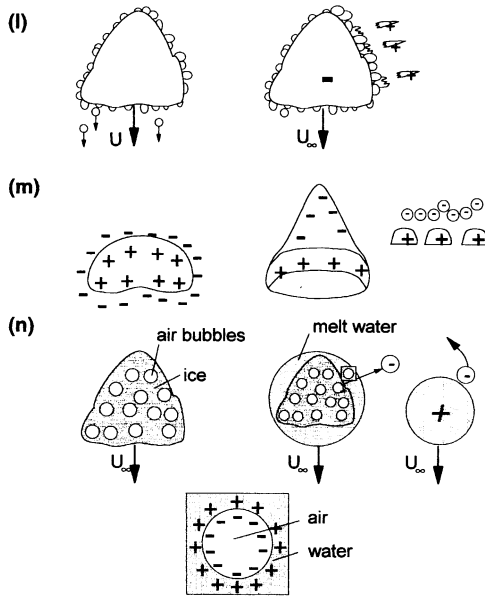 (l)
U
U∞
(m)
(n)
air bubbles
ice
melt water
U∞
U∞
U∞
air
water